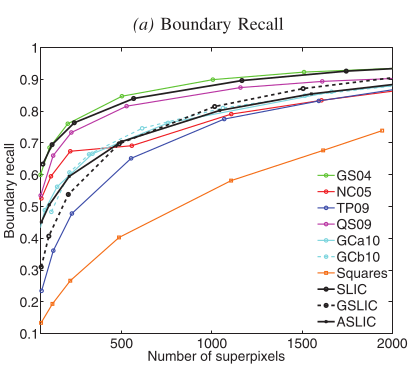 (a) Boundary Recall
1
0.9
0.8
0.7
0.6
0.5
0.4
0.3
0.2
0.1
Boundary recall
500
1000
1500
2000
Number of superpixels
GS04
NC05
TP09
QS09
GCa10
GCb10
Squares
SLIC
GSLIC
ASLIC